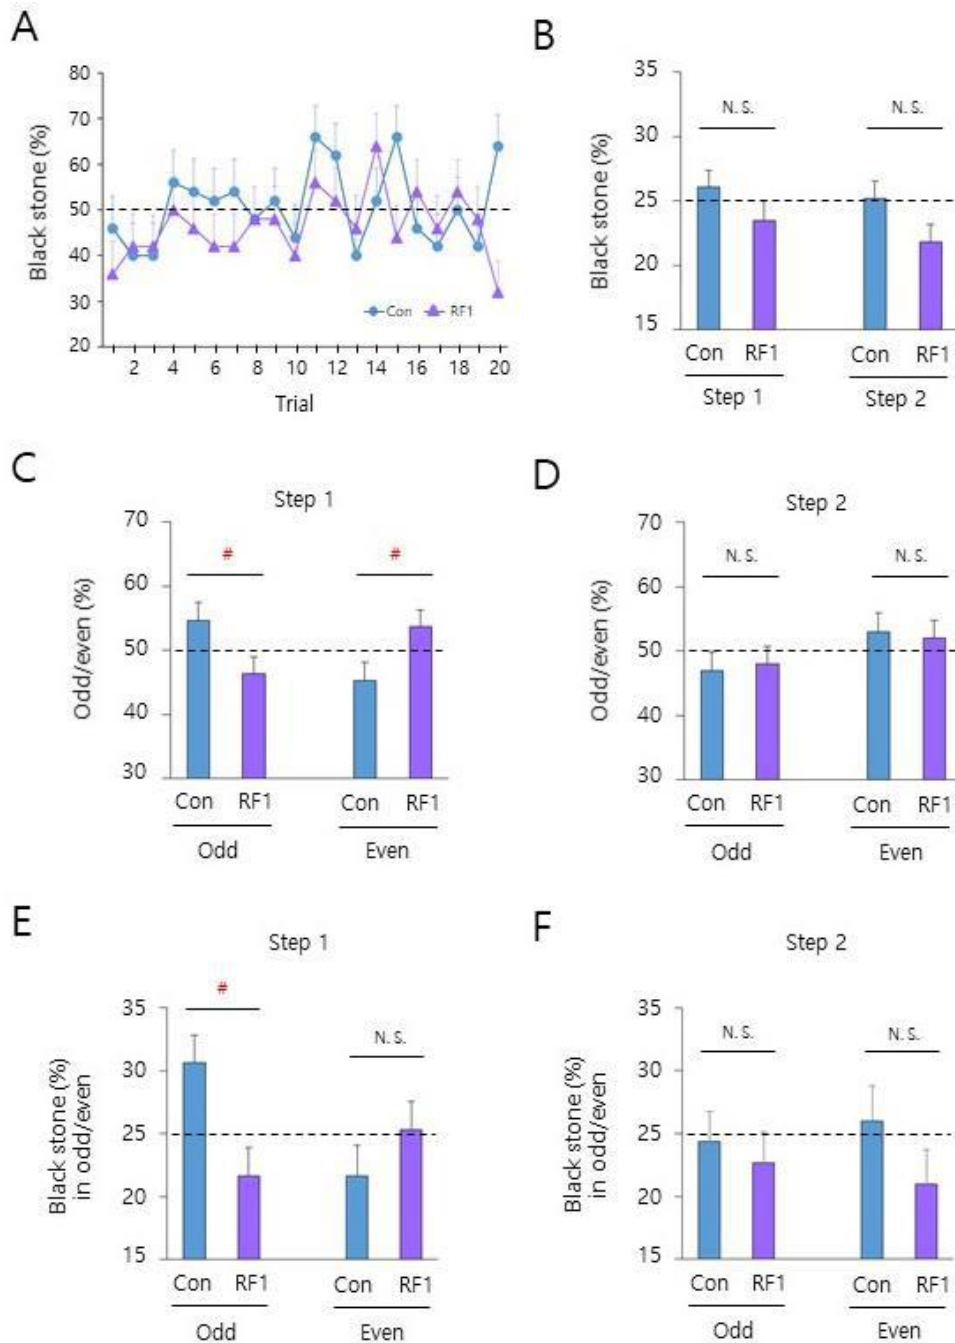 A
Black stone (%)
80
70
60
50
40
30
20
Con RF1
2 4 6 8 10 12 14 16 18 20
Trial
B
Black stone (%)
35
30
25
20
15
N. S. N. S.
Con RF1 Con RF1
Step 1 Step 2
C
Step 1
Odd/even (%)
70
60
50
40
30
# #
Con RF1 Con RF1
Odd Even
D
Step 2
Odd/even (%)
70
60
50
40
30
N. S. N. S.
Con RF1 Con RF1
Odd Even
E
Step 1
Black stone (%)
in odd/even
35
30
25
20
15
# N. S.
Con RF1 Con RF1
Odd Even
F
Step 2
Black stone (%)
in odd/even
35
30
25
20
15
N. S. N. S.
Con RF1 Con RF1
Odd Even